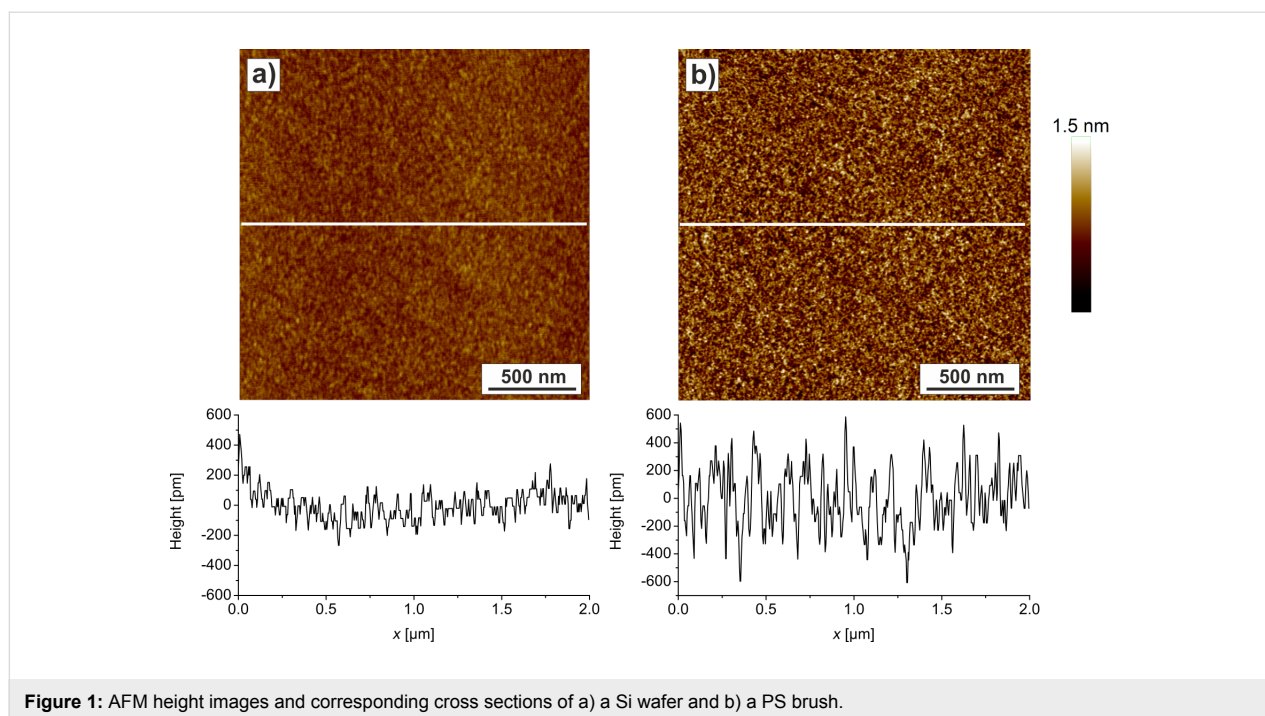 a)
b)
1.5 nm
500 nm
500 nm
600
400
200
0
-200
-400
-600
Height [pm]
0.0
0.5
1.0
1.5
2.0
x [µm]
600
400
200
0
-200
-400
-600
Height [pm]
0.0
0.5
1.0
1.5
2.0
x [µm]
Figure 1: AFM height images and corresponding cross sections of a) a Si wafer and b) a PS brush.